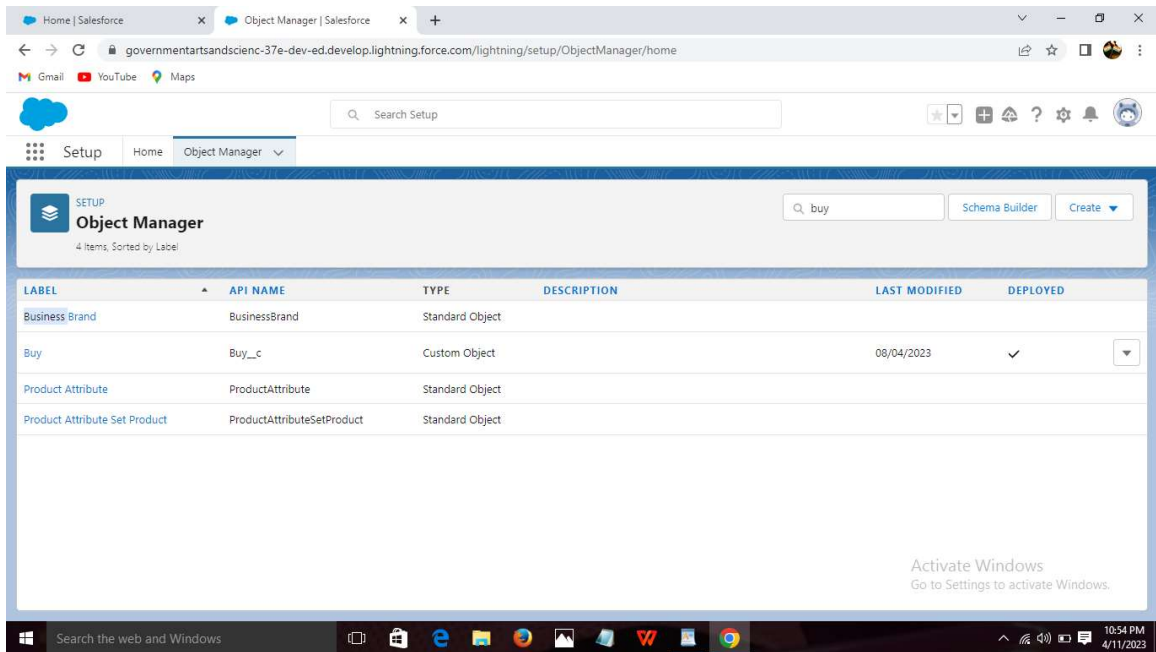 Home | Salesforce
Object Manager | Salesforce
governmentartsandscienc-37e-dev-ed.develop.lightning.force.com/lightning/setup/ObjectManager/home
Gmail YouTube Maps
Search Setup
Setup Home Object Manager
SETUP
Object Manager
4 Items, Sorted by Label
buy
Schema Builder
Create
LABEL API NAME TYPE DESCRIPTION LAST MODIFIED DEPLOYED
Business Brand BusinessBrand Standard Object
Buy Buy__c Custom Object 08/04/2023
Product Attribute ProductAttribute Standard Object
Product Attribute Set Product ProductAttributeSetProduct Standard Object
Activate Windows
Go to Settings to activate Windows.
Search the web and Windows
10:54 PM
4/11/2023